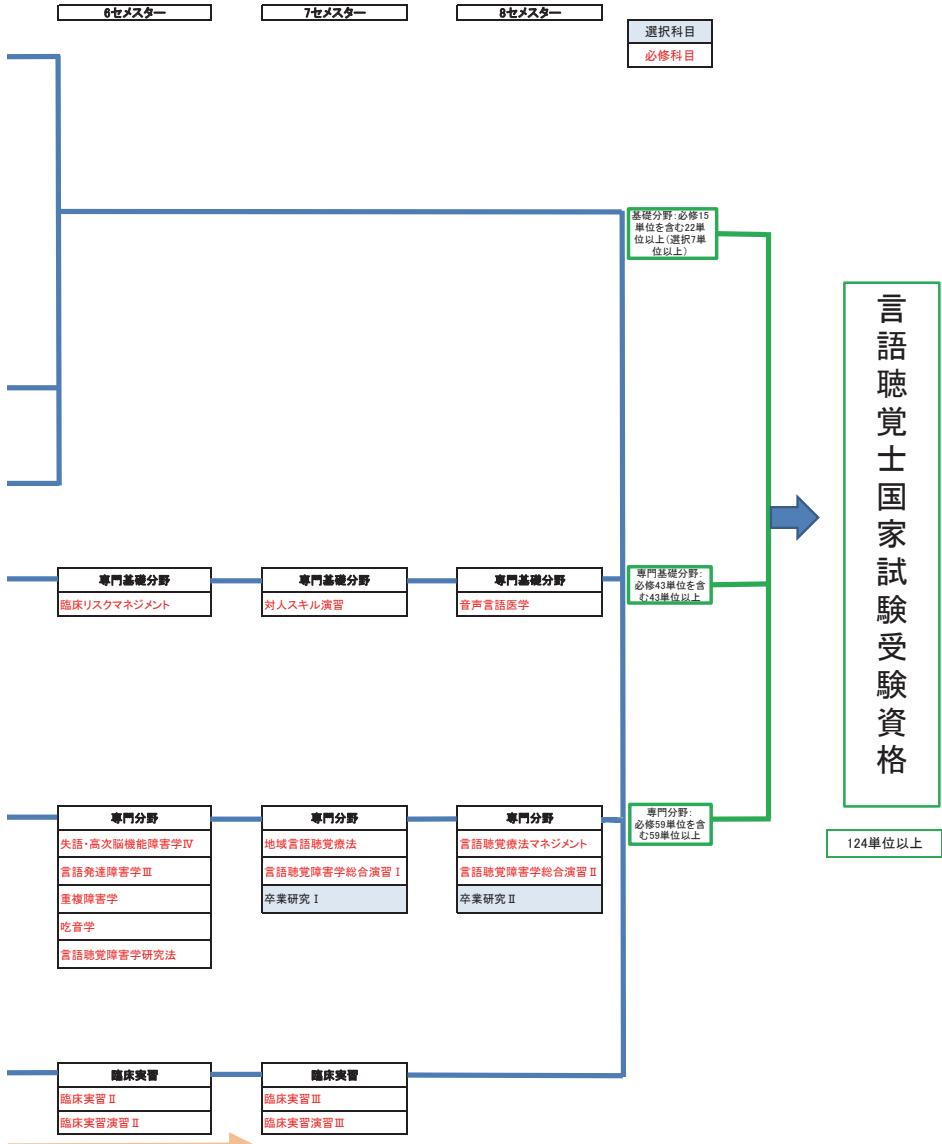 6セメスター
7セメスター
8セメスター
選択科目
必修科目
基礎分野:必修15
単位を含む22単
位以上(選択7単
位以上)
言語聴覚士国家試験受験資格
専門基礎分野
臨床リスクマネジメント
専門基礎分野
対人スキル演習
専門基礎分野
音声言語医学
専門基礎分野:
必修43単位を含
む43単位以上
専門分野
失語・高次脳機能障害学Ⅳ
言語発達障害学Ⅲ
重複障害学
吃音学
言語聴覚障害学研究法
専門分野
地域言語聴覚療法
言語聴覚障害学総合演習Ⅰ
卒業研究Ⅰ
専門分野
言語聴覚療法マネジメント
言語聴覚障害学総合演習Ⅱ
卒業研究Ⅱ
専門分野:
必修59単位を含
む59単位以上
124単位以上
臨床実習
臨床実習Ⅱ
臨床実習演習Ⅱ
臨床実習
臨床実習Ⅲ
臨床実習演習Ⅲ